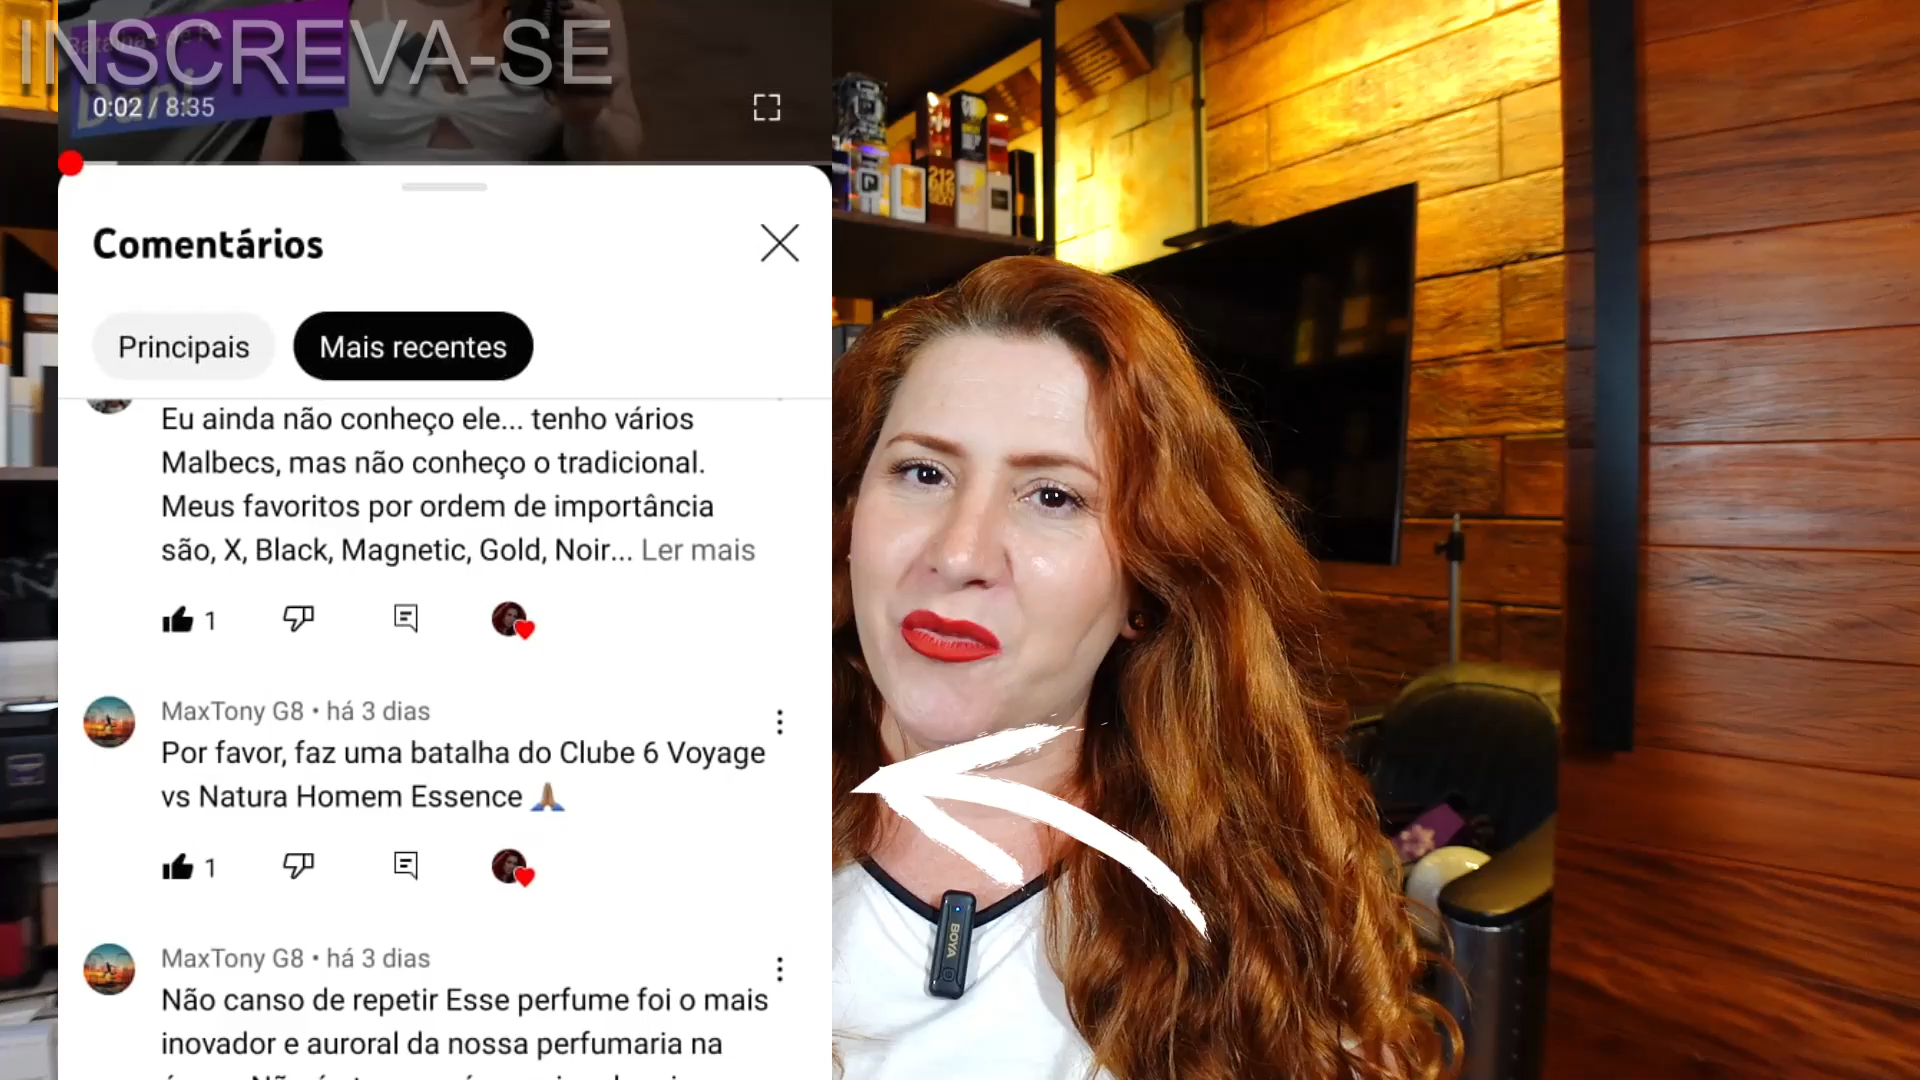 INSCREVA-SE
0:02 / 8:35
Comentários
Principais
Mais recentes
Eu ainda não conheço ele... tenho vários
Malbecs, mas não conheço o tradicional.
Meus favoritos por ordem de importância
são, X, Black, Magnetic, Gold, Noir... Ler mais
1
MaxTony G8 • há 3 dias
Por favor, faz uma batalha do Clube 6 Voyage
vs Natura Homem Essence 🙏🏽
1
MaxTony G8 • há 3 dias
Não canso de repetir Esse perfume foi o mais
inovador e auroral da nossa perfumaria na
212
SEXY
BOYA